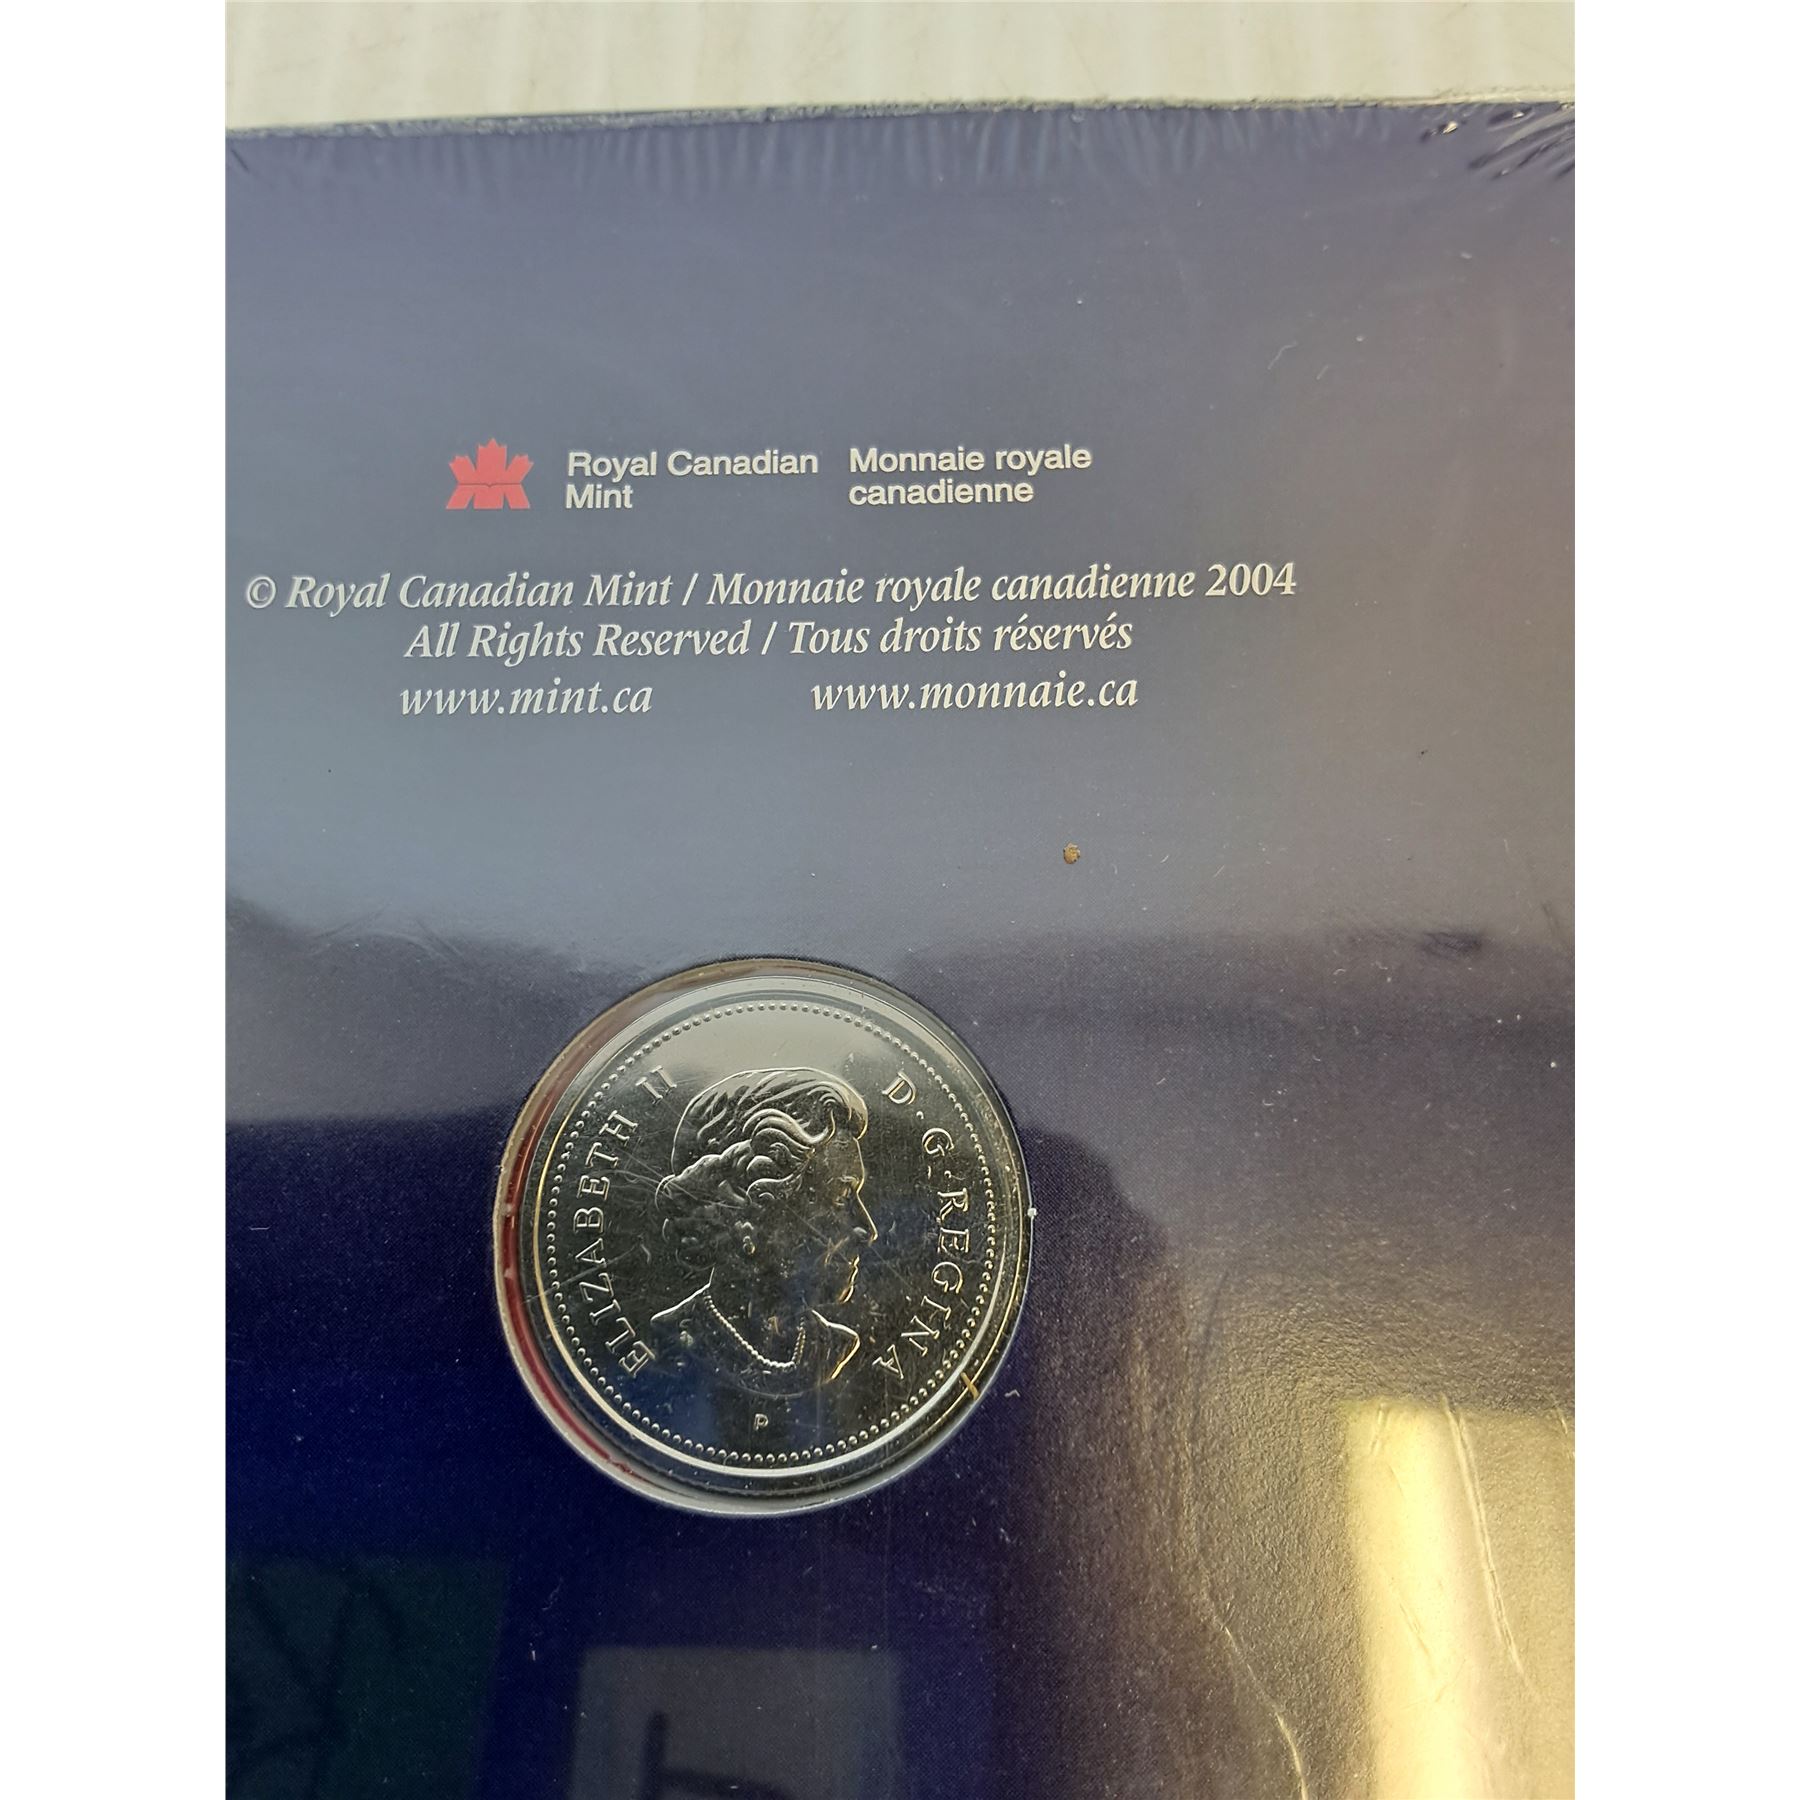 Royal Canadian Mint
Monnaie royale canadienne
© Royal Canadian Mint / Monnaie royale canadienne 2004
All Rights Reserved / Tous droits réservés
www.mint.ca www.monnaie.ca
ELIZABETH II D·G·REGINA
P